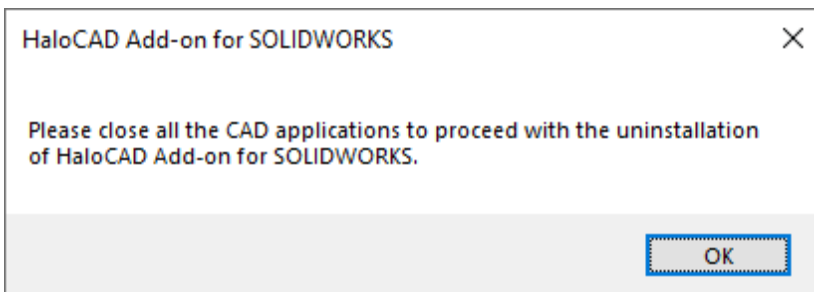 HaloCAD Add-on for SOLIDWORKS
Please close all the CAD applications to proceed with the uninstallation
of HaloCAD Add-on for SOLIDWORKS.
OK